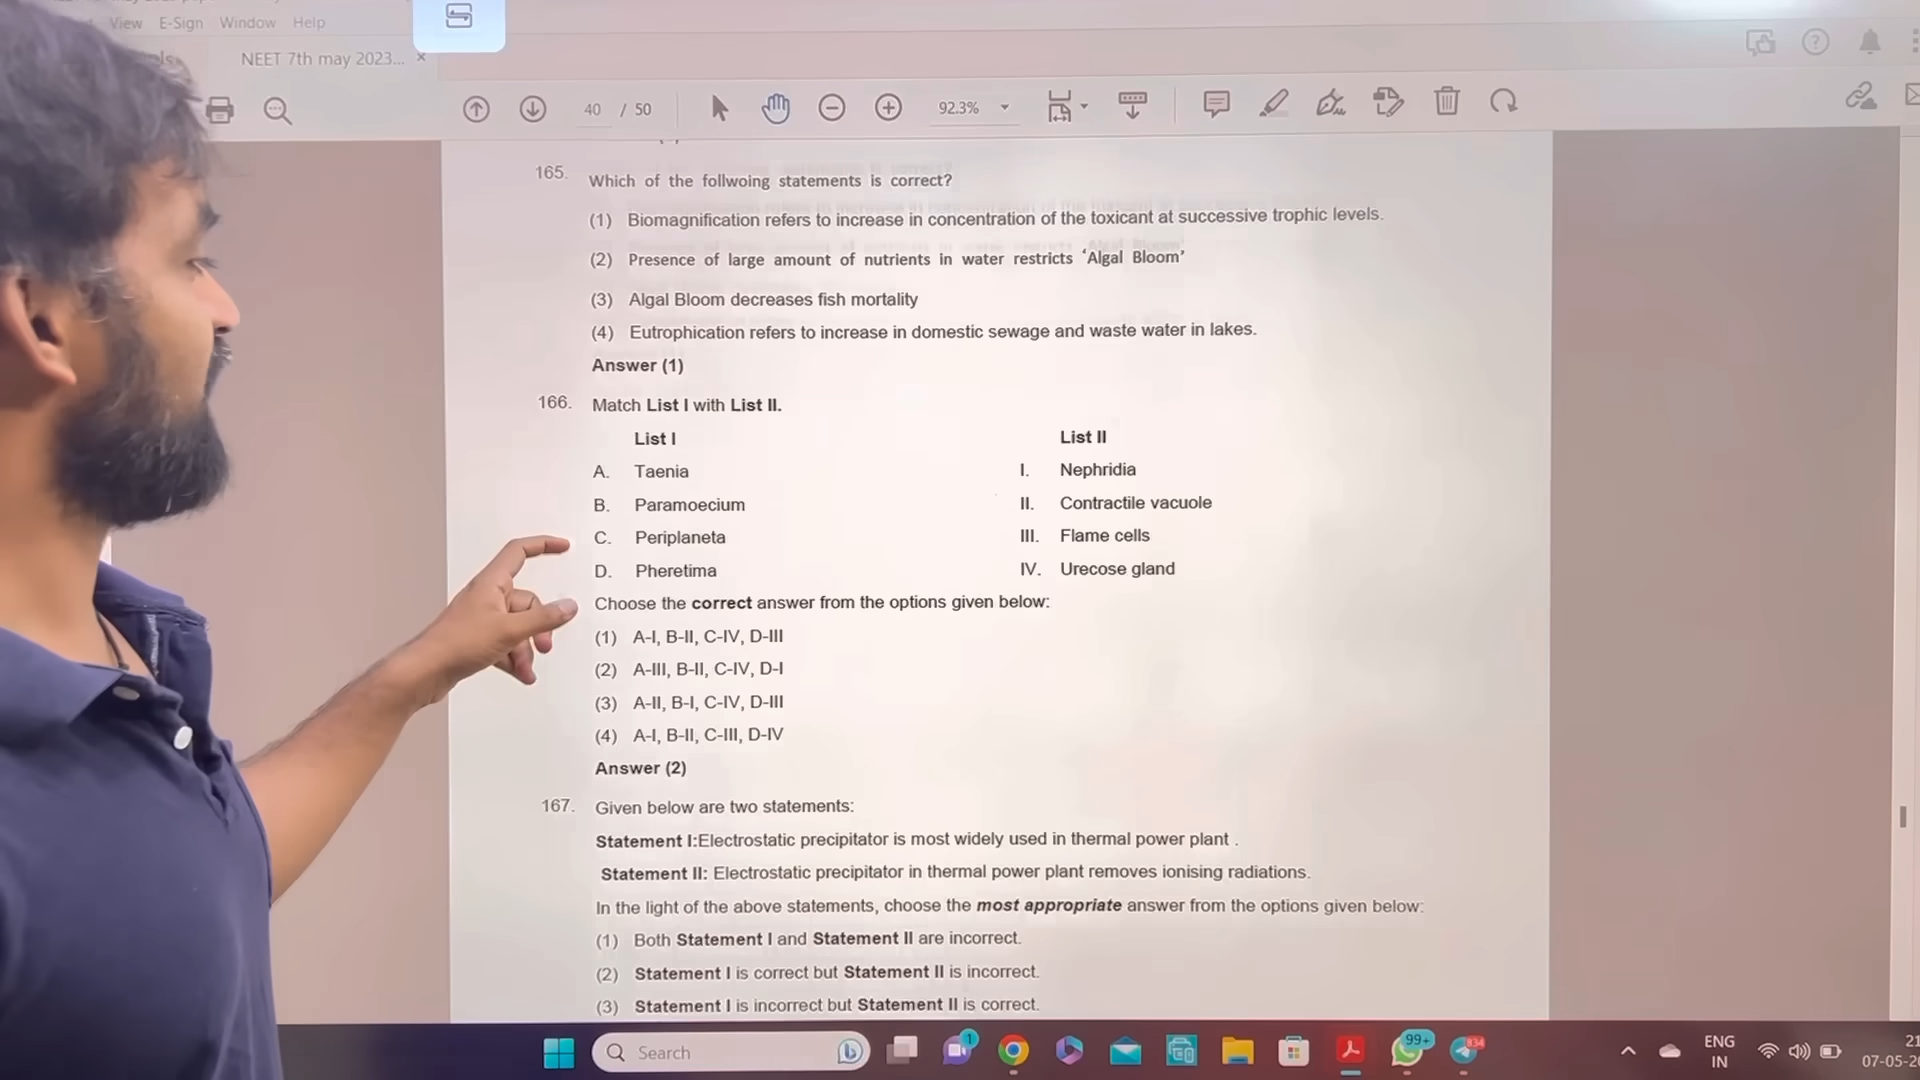 View E-Sign Window Help
NEET 7th may 2023... ×
40 / 50 92.3%
165. Which of the follwoing statements is correct?
(1) Biomagnification refers to increase in concentration of the toxicant at successive trophic levels.
(2) Presence of large amount of nutrients in water restricts ‘Algal Bloom’
(3) Algal Bloom decreases fish mortality
(4) Eutrophication refers to increase in domestic sewage and waste water in lakes.
Answer (1)
166. Match List I with List II.
List I List II
A. Taenia I. Nephridia
B. Paramoecium II. Contractile vacuole
C. Periplaneta III. Flame cells
D. Pheretima IV. Urecose gland
Choose the correct answer from the options given below:
(1) A-I, B-II, C-IV, D-III
(2) A-III, B-II, C-IV, D-I
(3) A-II, B-I, C-IV, D-III
(4) A-I, B-II, C-III, D-IV
Answer (2)
167. Given below are two statements:
Statement I:Electrostatic precipitator is most widely used in thermal power plant .
Statement II: Electrostatic precipitator in thermal power plant removes ionising radiations.
In the light of the above statements, choose the most appropriate answer from the options given below:
(1) Both Statement I and Statement II are incorrect.
(2) Statement I is correct but Statement II is incorrect.
(3) Statement I is incorrect but Statement II is correct.
Search 1 99+ 834 ENG 21
IN 07-05-2